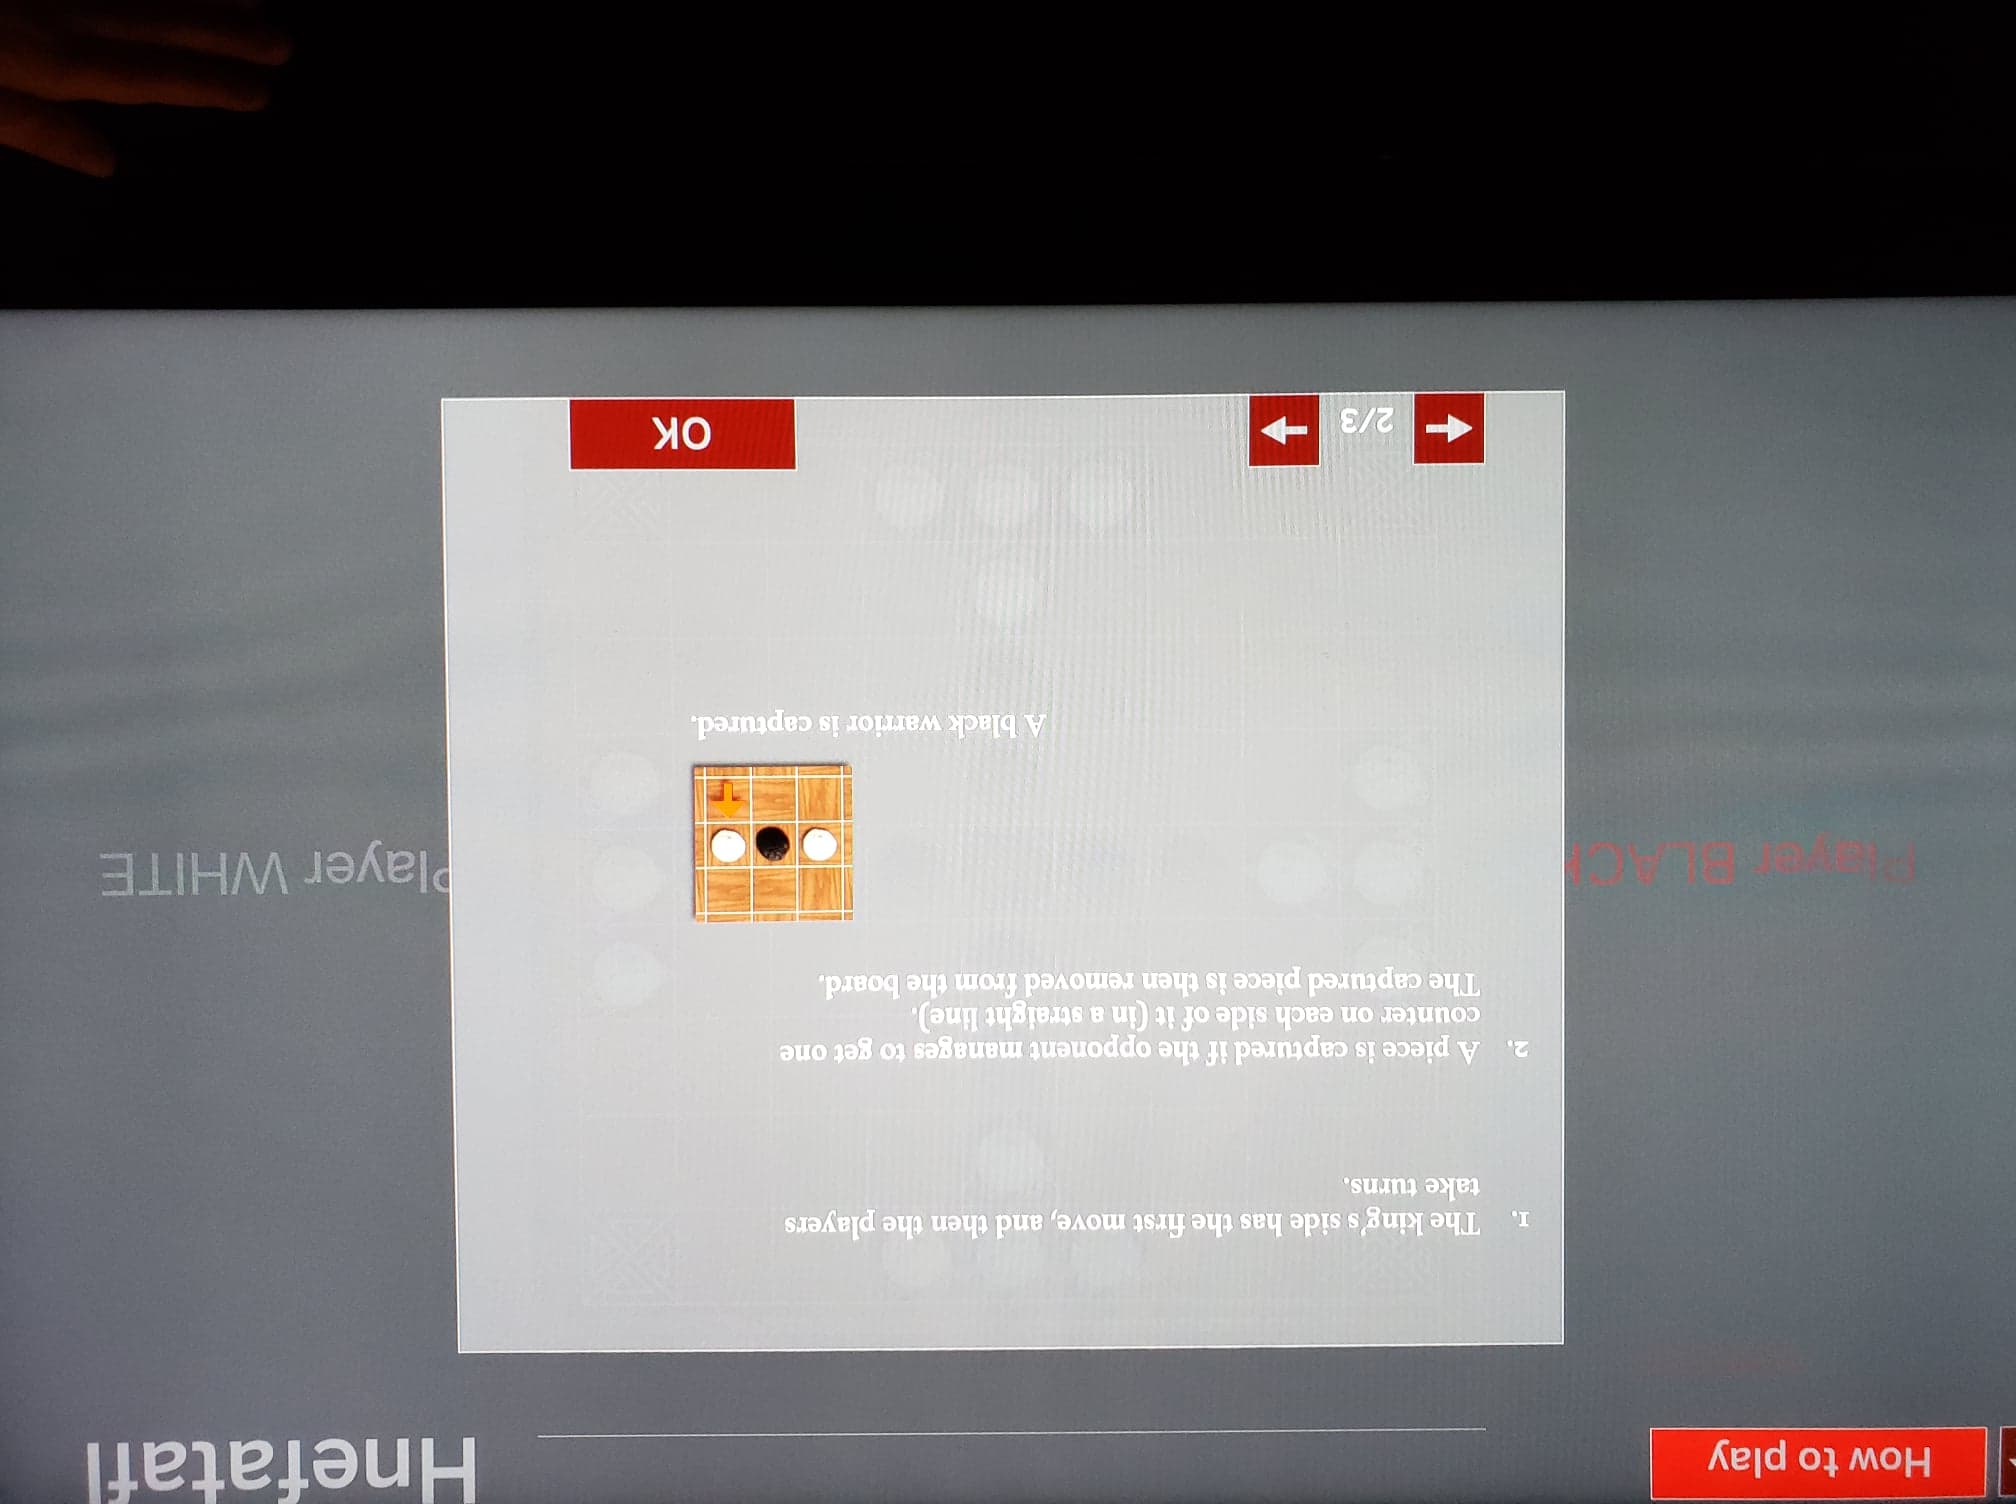 How to play
Hnefatafl
1. The king's side has the first move, and then the players
take turns.
2. A piece is captured if the opponent manages to get one
counter on each side of it (in a straight line).
The captured piece is then removed from the board.
Player BLACK
Player WHITE
A black warrior is captured.
2/3
OK